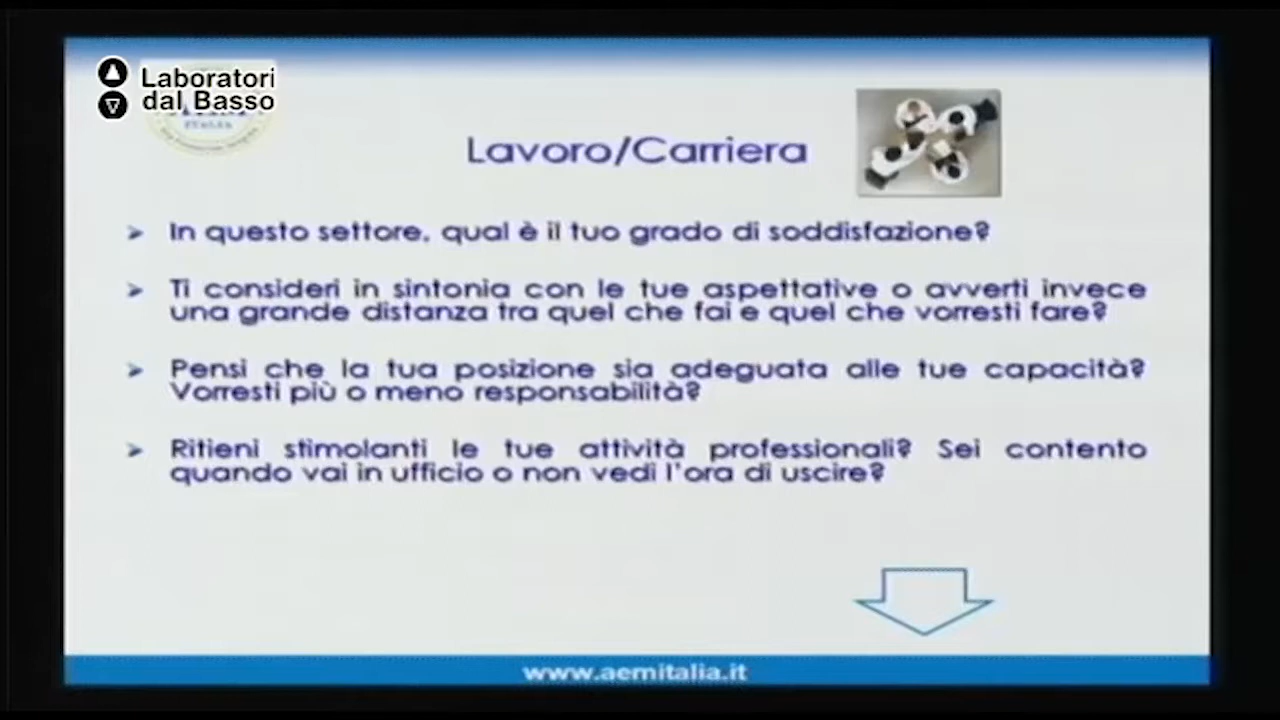 Laboratori
dal Basso
ITALIA
Lavoro/Carriera
In questo settore, qual è il tuo grado di soddisfazione?
Ti consideri in sintonia con le tue aspettative o avverti invece
una grande distanza tra quel che fai e quel che vorresti fare?
Pensi che la tua posizione sia adeguata alle tue capacità?
Vorresti più o meno responsabilità?
Ritieni stimolanti le tue attività professionali? Sei contento
quando vai in ufficio o non vedi l'ora di uscire?
www.aemitalia.it